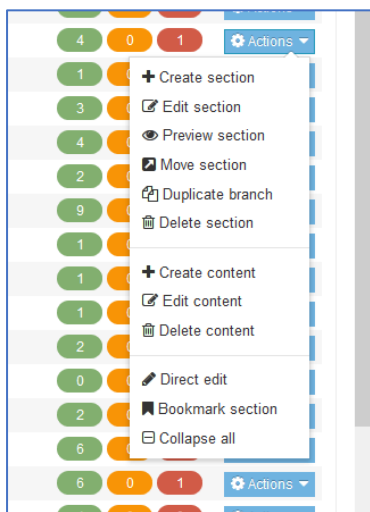 4 0 1 Actions
1
Create section
3
Edit section
4
Preview section
2
Move section
9
Duplicate branch
1
Delete section
1
Create content
1
Edit content
2
Delete content
0
Direct edit
2
Bookmark section
6
Collapse all
6 0 1 Actions